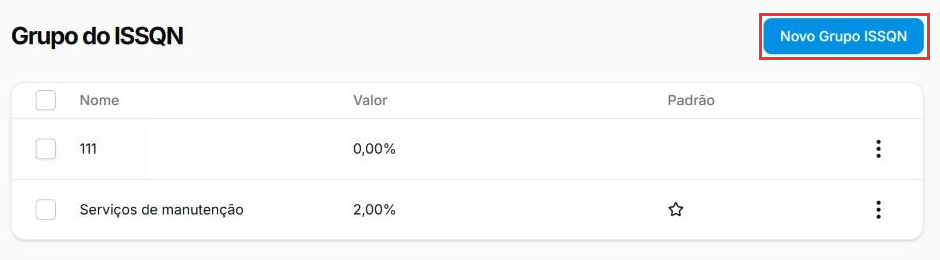 Grupo do ISSQN
Novo Grupo ISSQN
Nome Valor Padrão
111 0,00%
Serviços de manutenção 2,00%